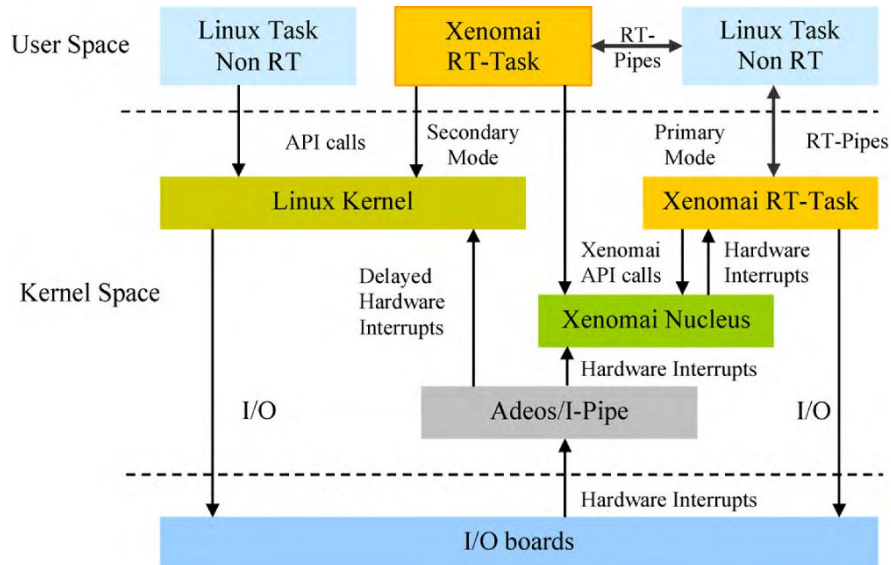 User Space
Linux Task
Non RT
Xenomai
RT-Task
RT-
Pipes
Linux Task
Non RT
API calls
Secondary
Mode
Primary
Mode
RT-Pipes
Linux Kernel
Xenomai RT-Task
Kernel Space
Delayed
Hardware
Interrupts
Xenomai
API calls
Hardware
Interrupts
Xenomai Nucleus
Hardware Interrupts
I/O
Adeos/I-Pipe
I/O
Hardware Interrupts
I/O boards